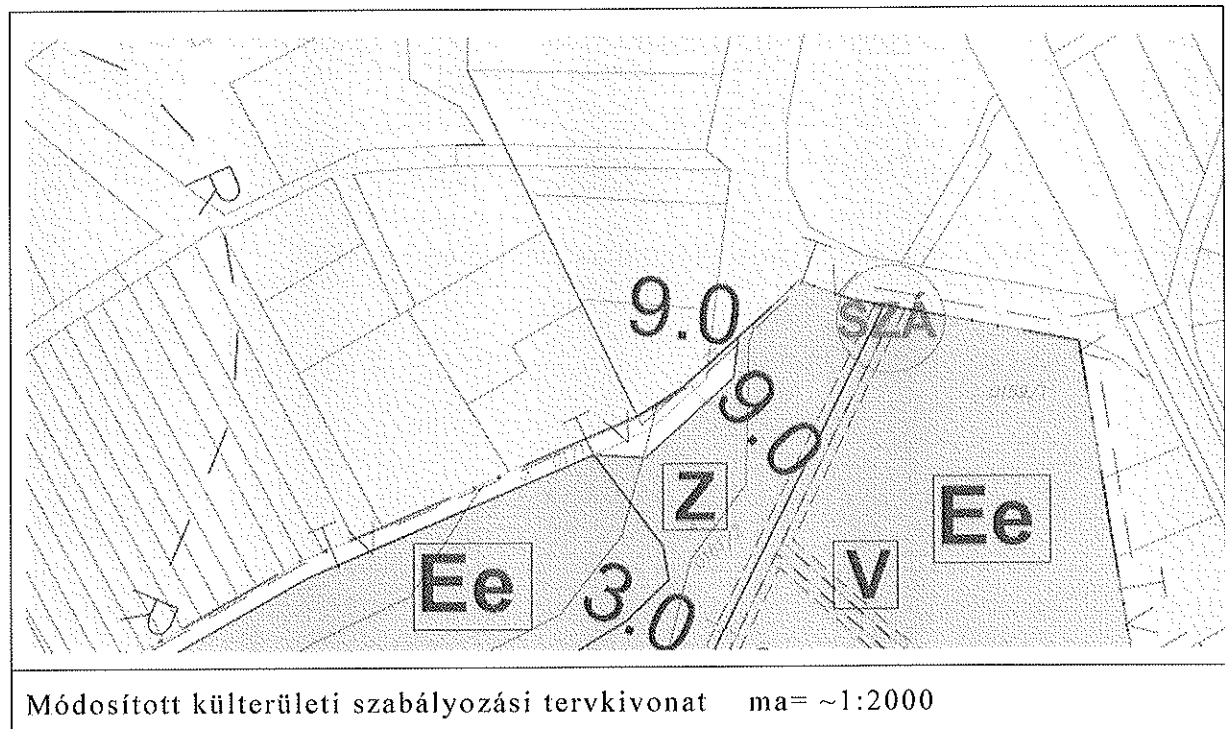 R
9.0
SZÁ
9.0
Z
Ee
Ee
V
3.0
R
Módosított külterületi szabályozási tervkivonat ma= ~1:2000